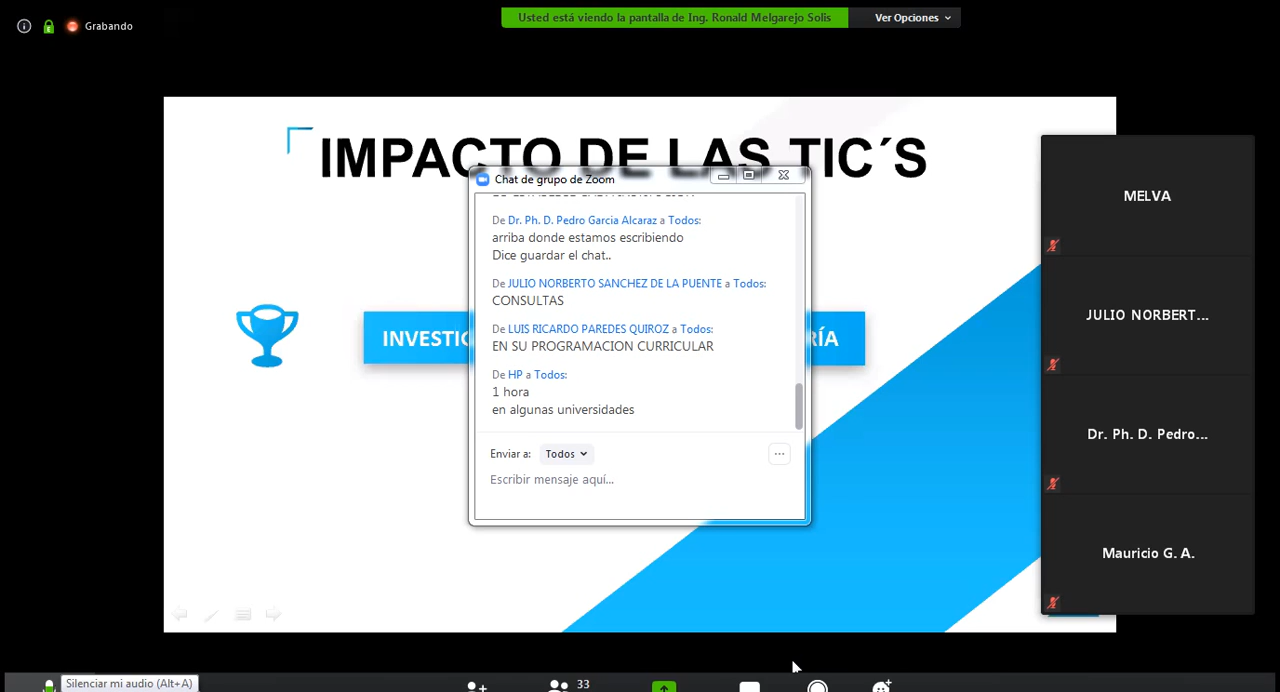 Grabando
Usted está viendo la pantalla de Ing. Ronald Melgarejo Solis
Ver Opciones
IMPACTO DE LAS TIC´S
Chat de grupo de Zoom
De Dr. Ph. D. Pedro Garcia Alcaraz a Todos:
arriba donde estamos escribiendo
Dice guardar el chat..
De JULIO NORBERTO SANCHEZ DE LA PUENTE a Todos:
CONSULTAS
De LUIS RICARDO PAREDES QUIROZ a Todos:
EN SU PROGRAMACION CURRICULAR
De HP a Todos:
1 hora
en algunas universidades
Enviar a: Todos
Escribir mensaje aquí...
MELVA
JULIO NORBERT...
Dr. Ph. D. Pedro...
Mauricio G. A.
Silenciar mi audio (Alt+A)
33